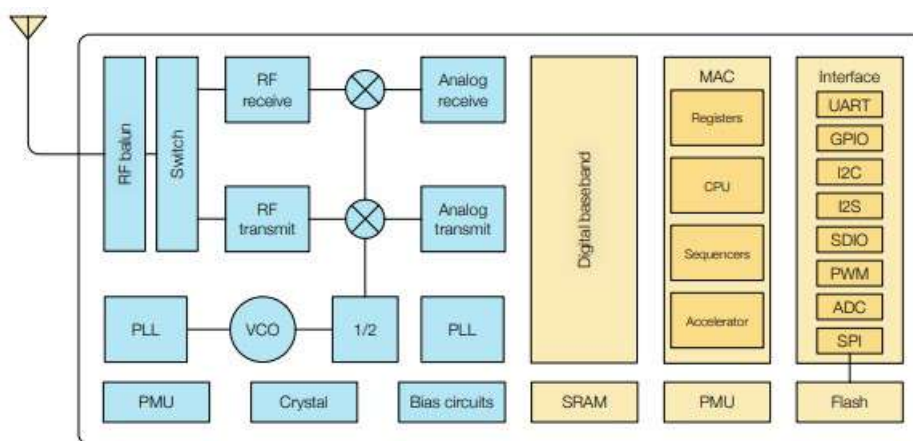 RF balun
Switch
RF
receive
Analog
receive
RF
transmit
Analog
transmit
PLL
VCO
1/2
PLL
PMU
Crystal
Bias circuits
Digital baseband
SRAM
MAC
Registers
CPU
Sequencers
Accelerator
PMU
Interface
UART
GPIO
I2C
I2S
SDIO
PWM
ADC
SPI
Flash